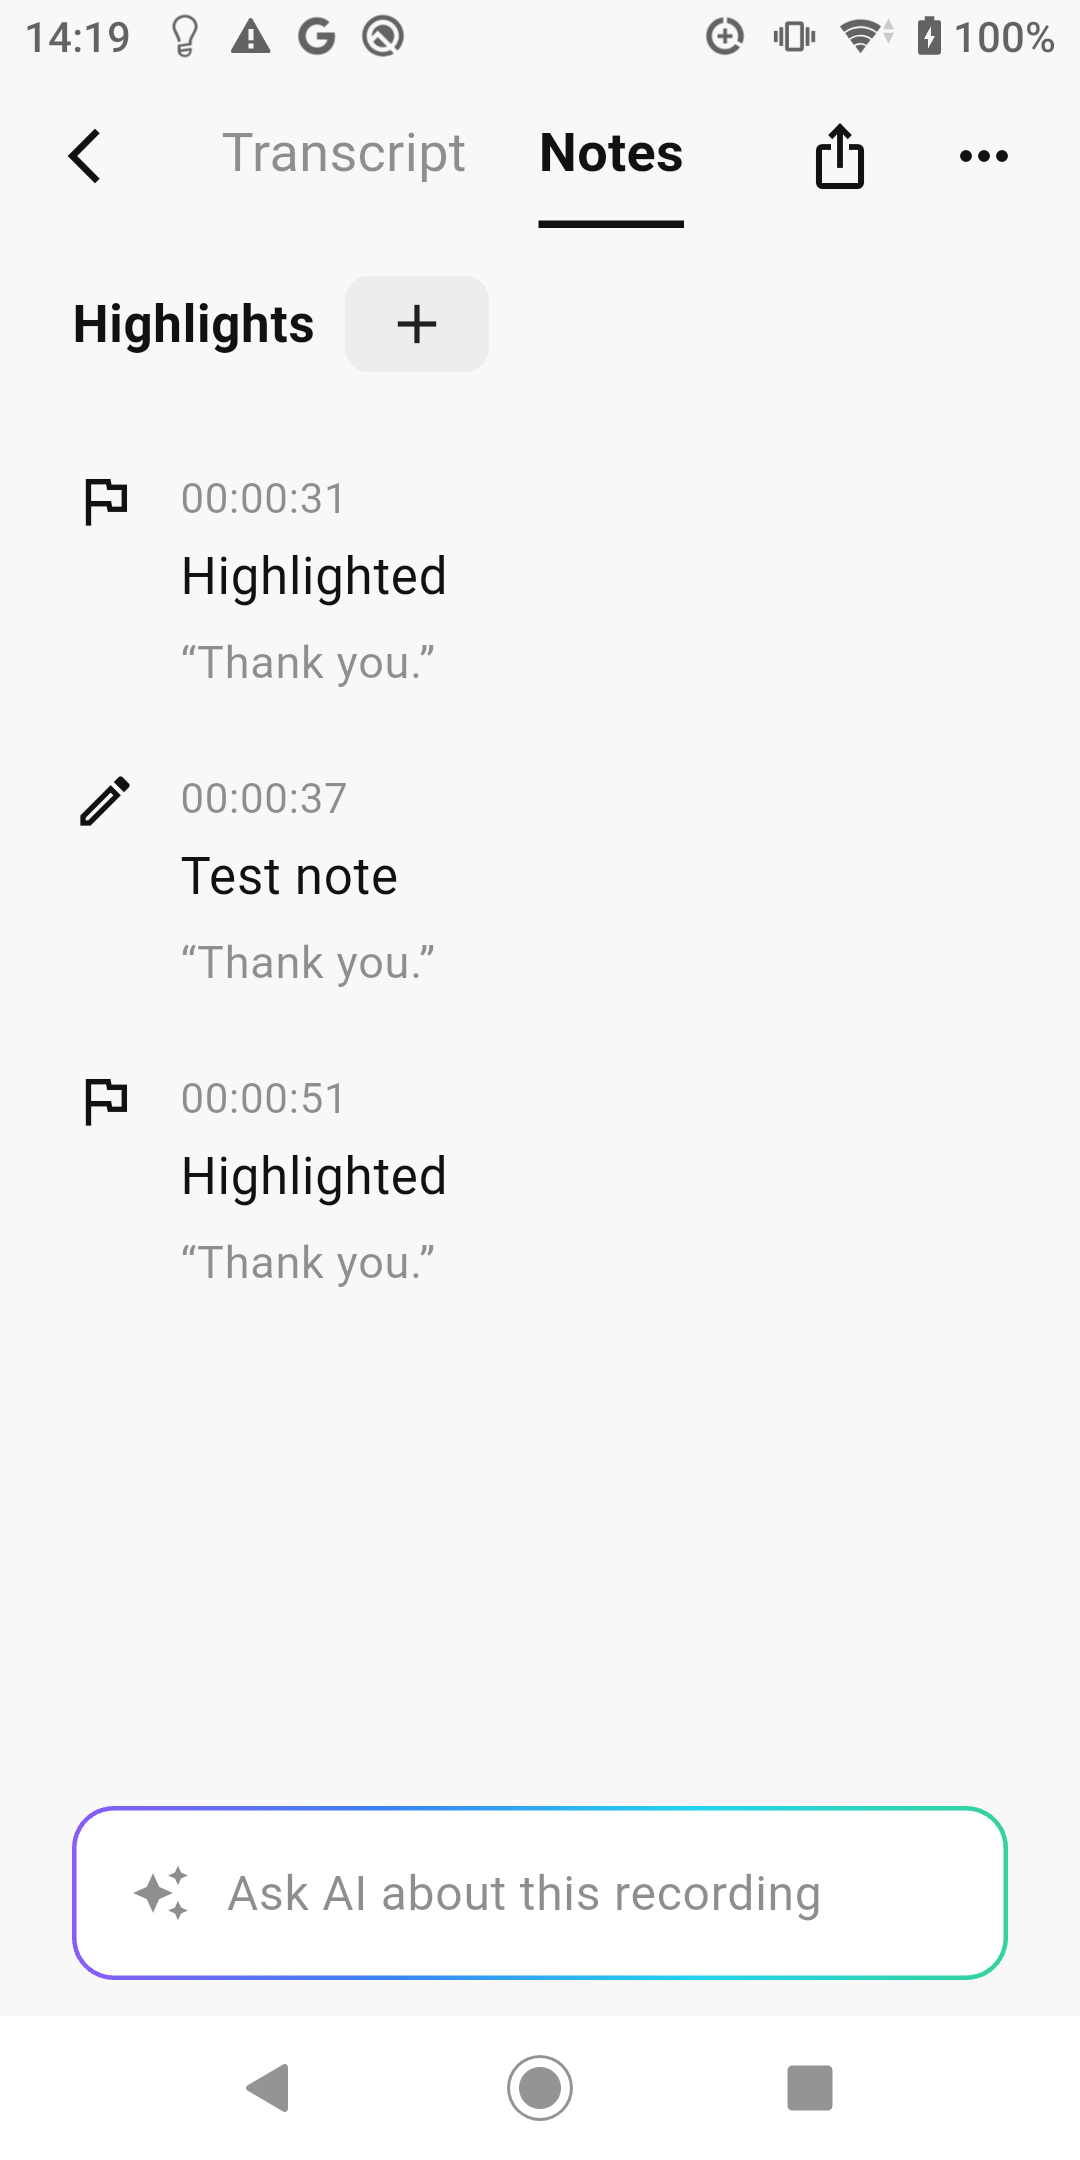 14:19 100%
Transcript Notes
Highlights
00:00:31
Highlighted
“Thank you.”
00:00:37
Test note
“Thank you.”
00:00:51
Highlighted
“Thank you.”
Ask AI about this recording